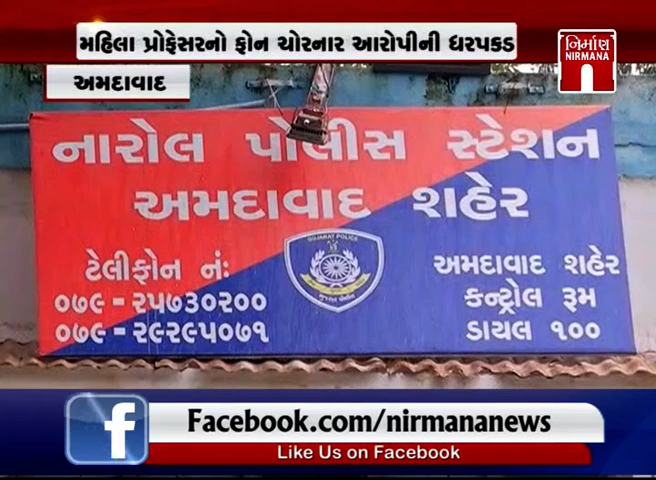 મહિલા પ્રોફેસરનો ફોન ચોરનાર આરોપીની ધરપકડ
નિર્માણ
NIRMANA
અમદાવાદ
નારોલ પોલીસ સ્ટેશન
અમદાવાદ શહેર
ટેલીફોન નં:
૦૭૯ - ૨૫૭૩૦૨૦૦
૦૭૯ - ૨૯૨૯૫૦૭૧
GUJARAT POLICE
ગુજરાત પોલીસ
અમદાવાદ શહેર
કન્ટ્રોલ રૂમ
ડાયલ ૧૦૦
Facebook.com/nirmananews
Like Us on Facebook